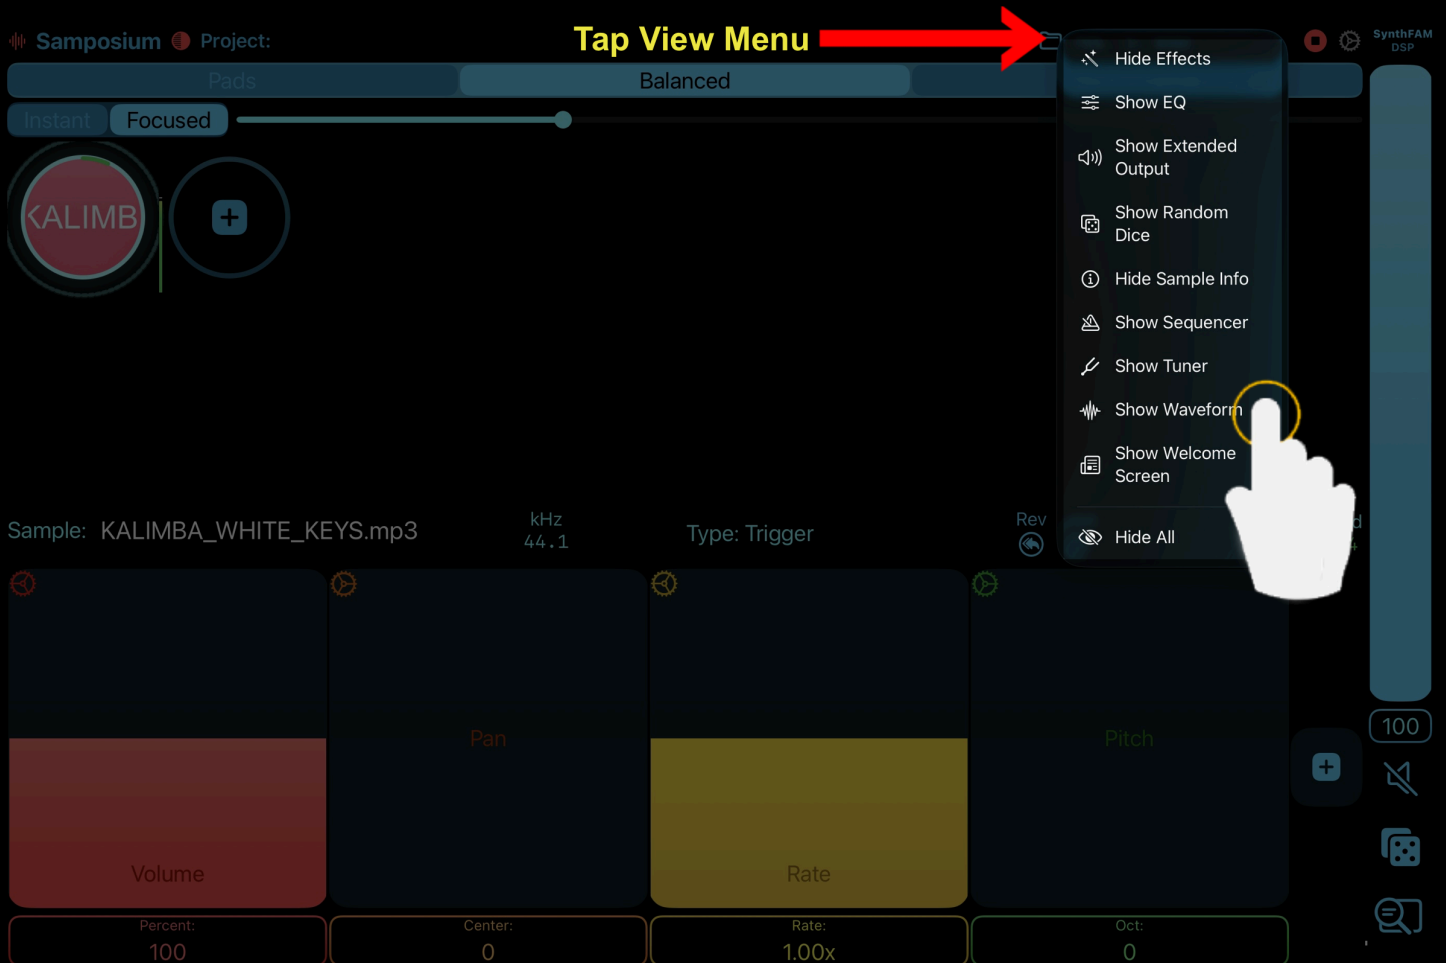 Tap View Menu
Samposium Project:
SynthFAM
DSP
Pads
Balanced
Instant
Focused
KALIMB
Hide Effects
Show EQ
Show Extended
Output
Show Random
Dice
Hide Sample Info
Show Sequencer
Show Tuner
Show Waveform
Show Welcome
Screen
Hide All
Sample: KALIMBA_WHITE_KEYS.mp3
kHz
44.1
Type: Trigger
Rev
Volume
Pan
Rate
Pitch
100
Percent:
100
Center:
0
Rate:
1.00x
Oct:
0